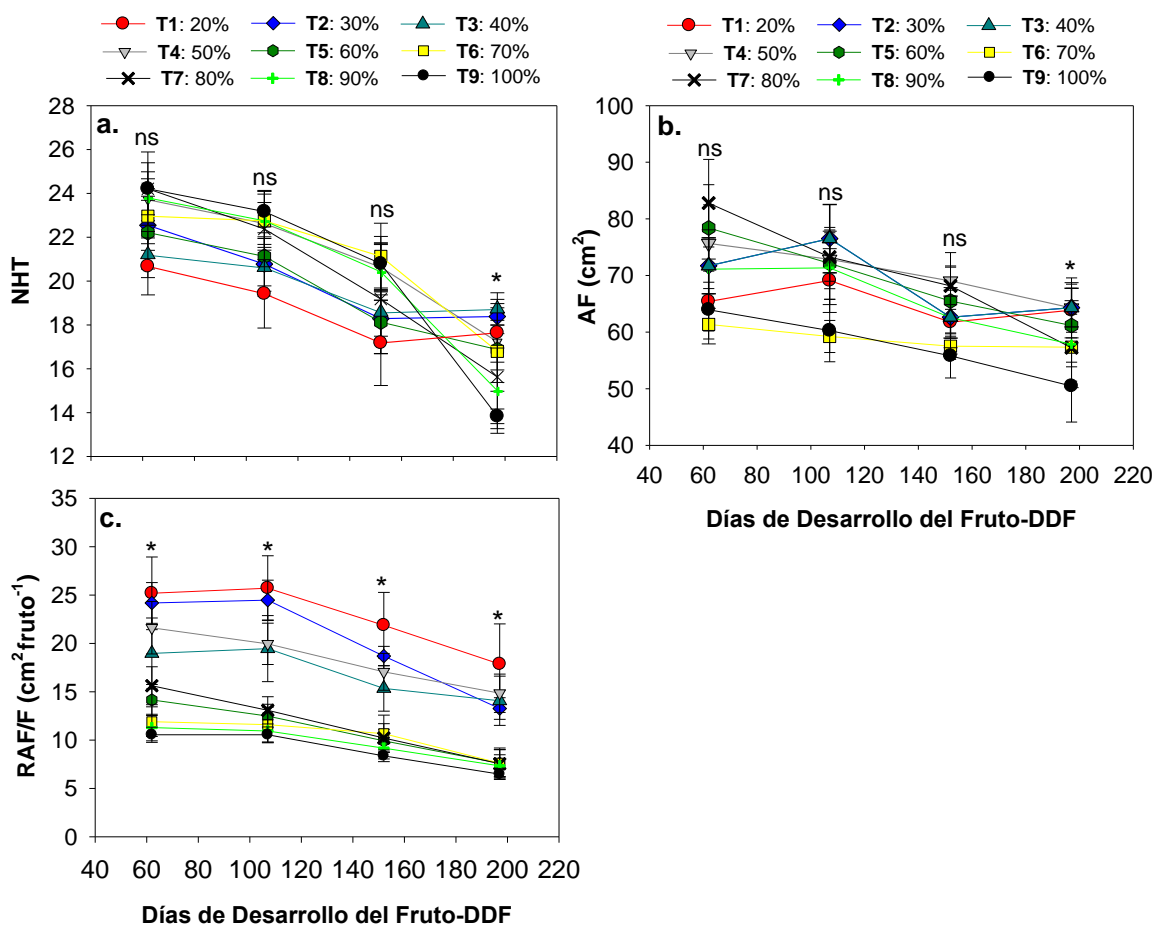 T1: 20% T2: 30% T3: 40%
T4: 50% T5: 60% T6: 70%
T7: 80% T8: 90% T9: 100%
T1: 20% T2: 30% T3: 40%
T4: 50% T5: 60% T6: 70%
T7: 80% T8: 90% T9: 100%
a.
ns
ns
ns
*
28
26
24
22
20
18
16
14
12
NHT
b.
ns
ns
ns
*
100
90
80
70
60
50
40
AF (cm²)
40 60 80 100 120 140 160 180 200 220
Días de Desarrollo del Fruto-DDF
c.
*
*
*
*
35
30
25
20
15
10
5
0
RAF/F (cm² fruto⁻¹)
40 60 80 100 120 140 160 180 200 220
Días de Desarrollo del Fruto-DDF